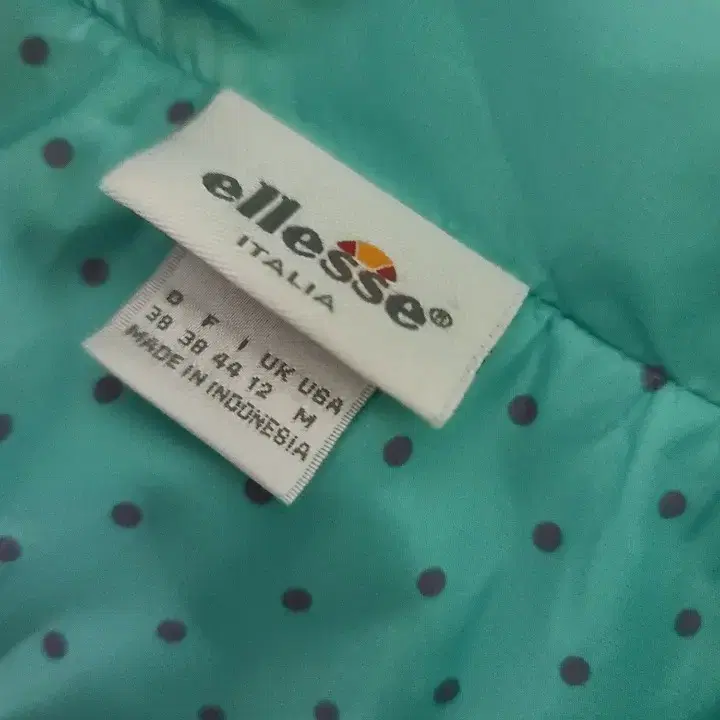 ellesse®
ITALIA
D F I UK USA
38 38 44 12 M
MADE IN INDONESIA